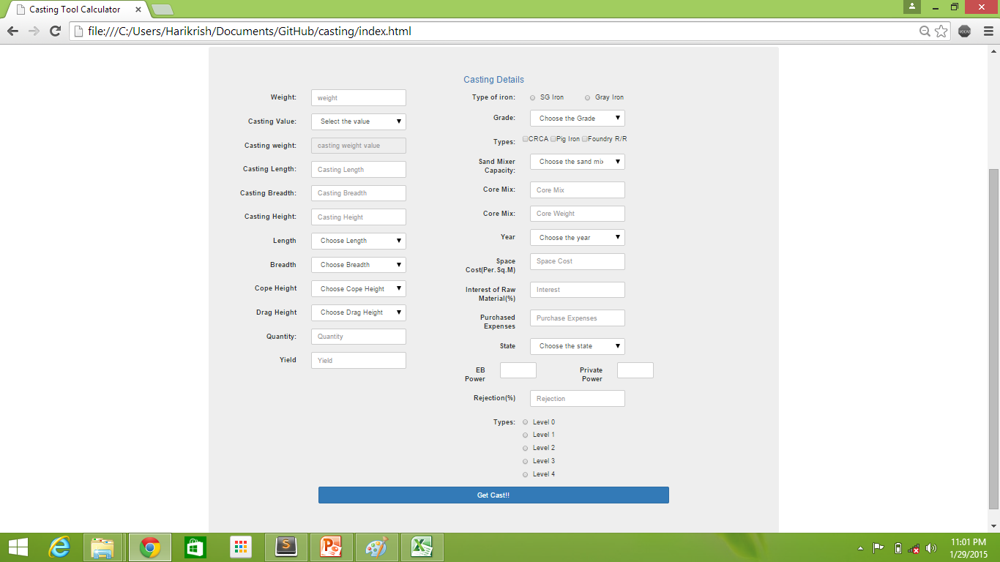 Casting Tool Calculator
file:///C:/Users/Harikrish/Documents/GitHub/casting/index.html
Casting Details
Weight:
weight
Casting Value:
Select the value
Casting weight:
casting weight value
Casting Length:
Casting Length
Casting Breadth:
Casting Breadth
Casting Height:
Casting Height
Length
Choose Length
Breadth
Choose Breadth
Cope Height
Choose Cope Height
Drag Height
Choose Drag Height
Quantity:
Quantity
Yield
Yield
Type of iron:
SG Iron
Gray Iron
Grade:
Choose the Grade
Types:
CRCA Pig Iron Foundry R/R
Sand Mixer
Capacity:
Choose the sand mix
Core Mix:
Core Mix
Core Mix:
Core Weight
Year
Choose the year
Space
Cost(Per.Sq.M)
Space Cost
Interest of Raw
Material(%)
Interest
Purchased
Expenses
Purchase Expenses
State
Choose the state
EB
Power
Private
Power
Rejection(%)
Rejection
Types:
Level 0
Level 1
Level 2
Level 3
Level 4
Get Cast!!
11:01 PM
1/29/2015